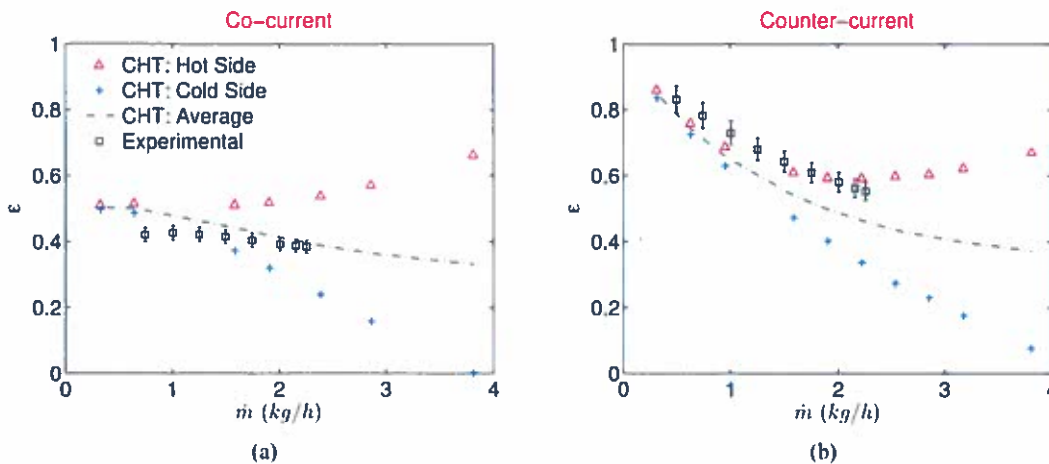 Co-current
1
0.8
0.6
ε
0.4
0.2
0
CHT: Hot Side
CHT: Cold Side
CHT: Average
Experimental
0 1 2 3 4
ṁ (kg/h)
(a)
Counter-current
1
0.8
0.6
ε
0.4
0.2
0
0 1 2 3 4
ṁ (kg/h)
(b)